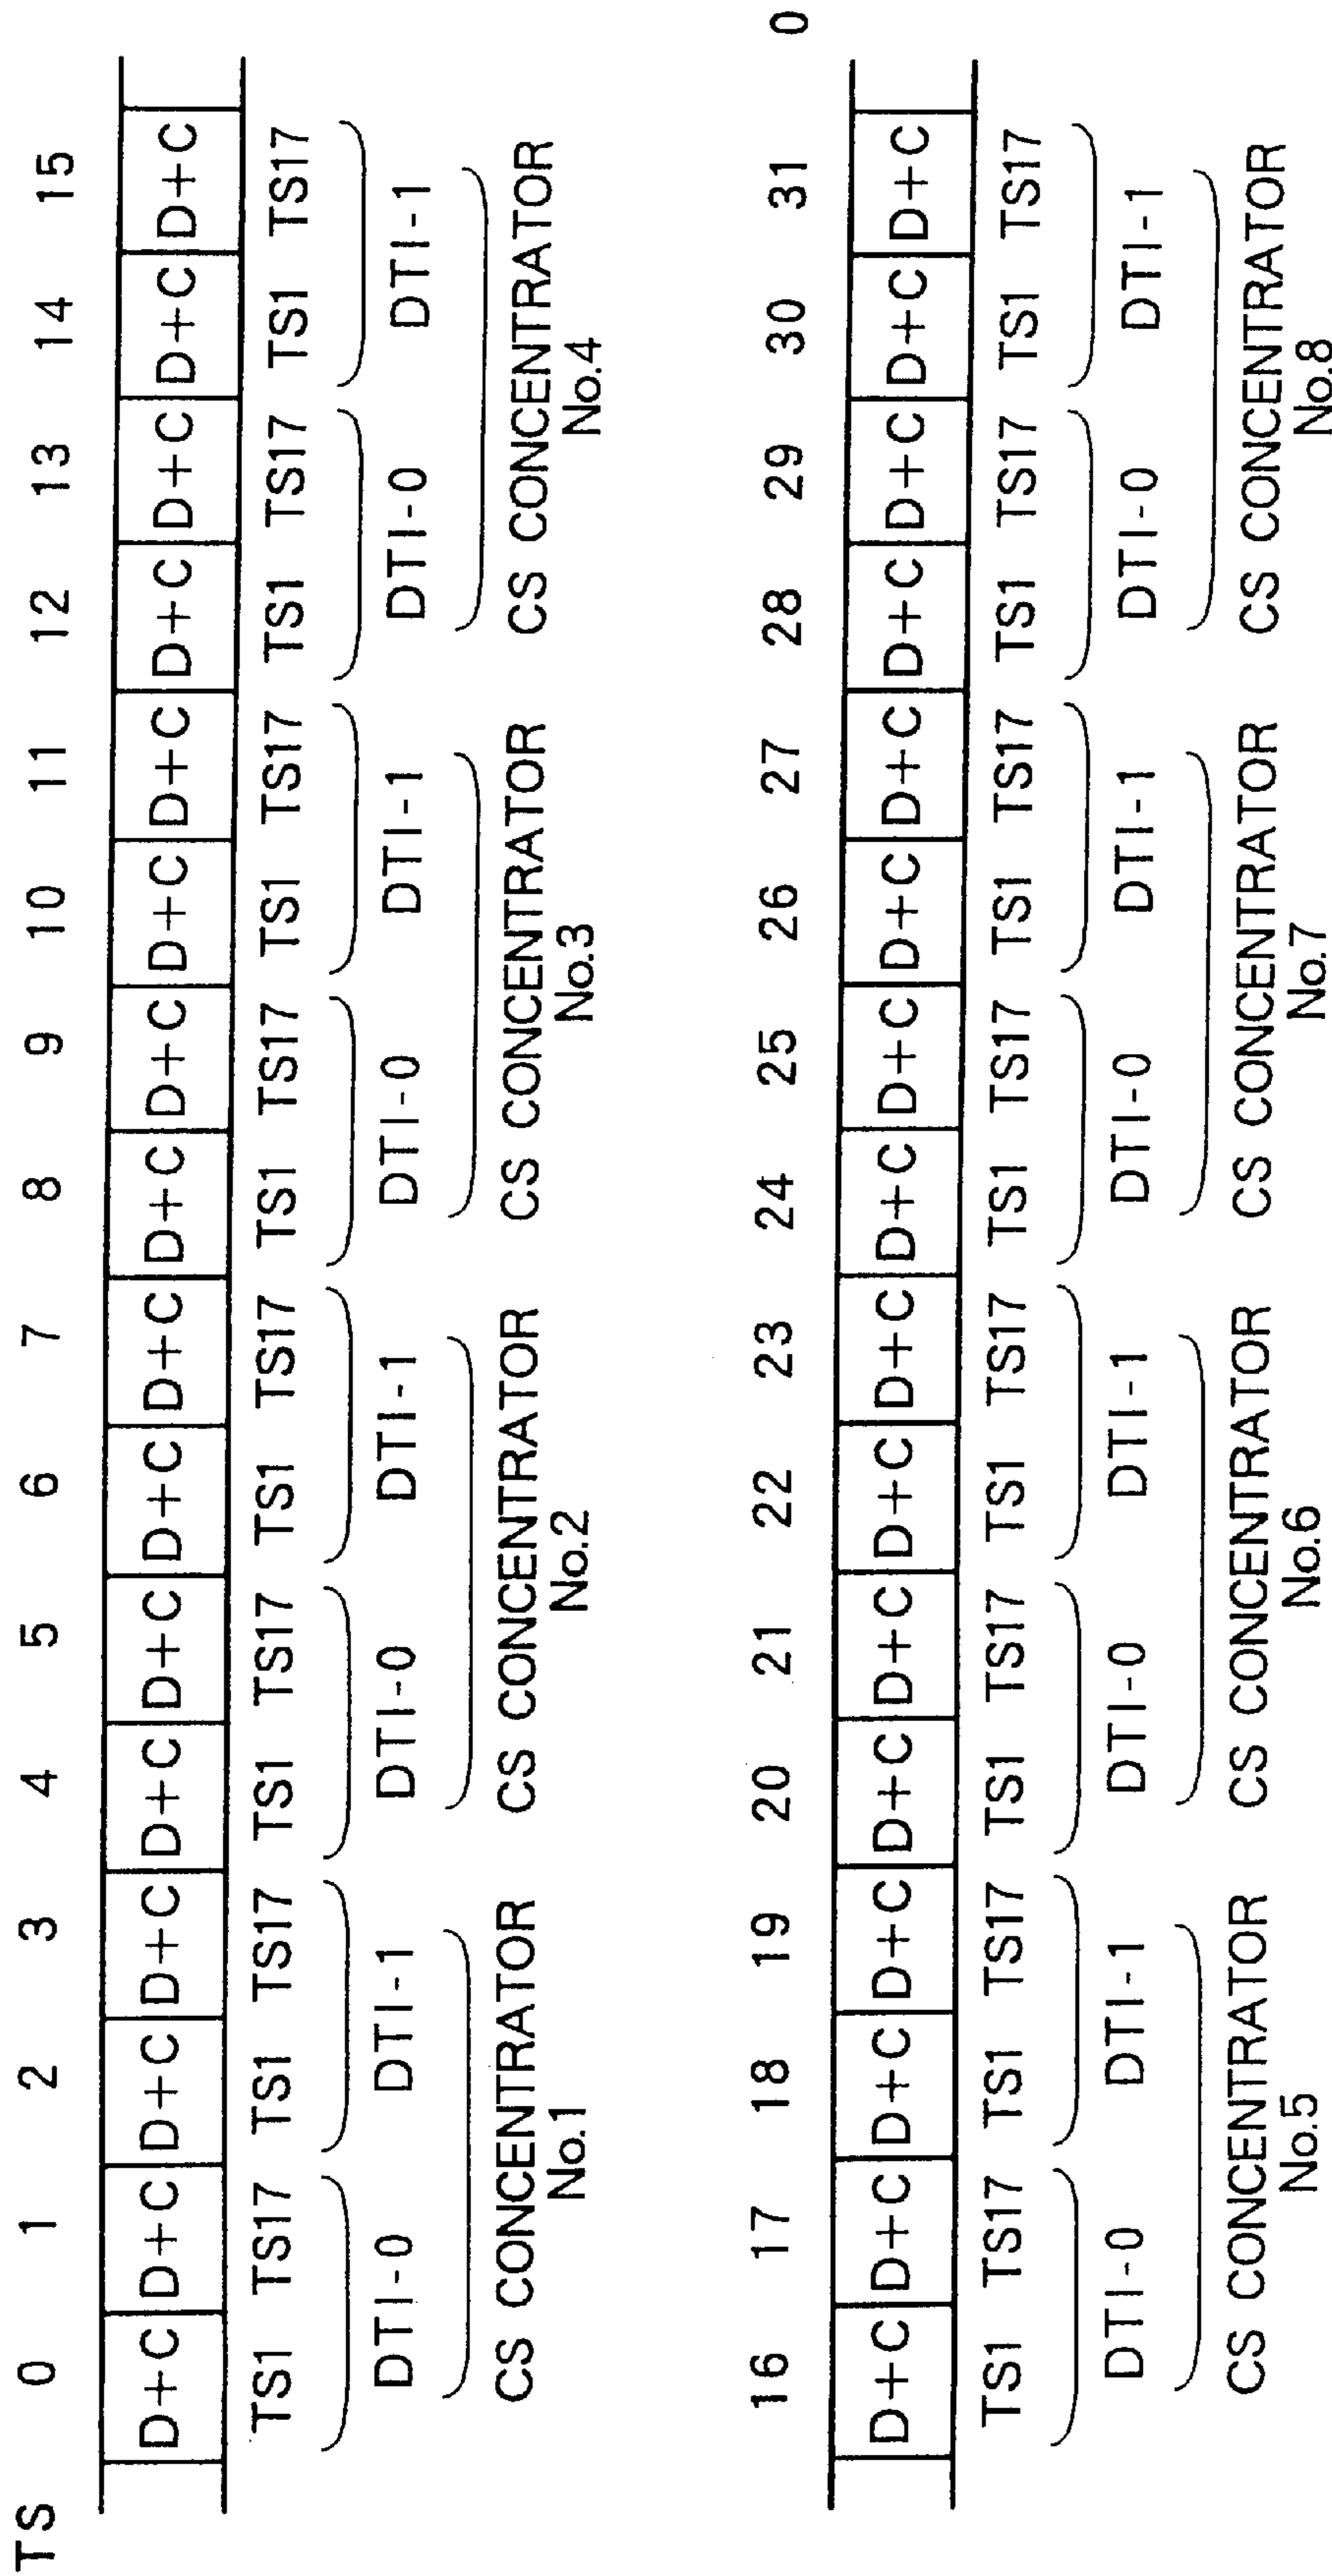 TS 0 1 2 3 4 5 6 7 8 9 10 11 12 13 14 15
D+C D+C D+C D+C D+C D+C D+C D+C D+C D+C D+C D+C D+C D+C D+C D+C
TS1 TS17 TS1 TS17 TS1 TS17 TS1 TS17 TS1 TS17 TS1 TS17 TS1 TS17 TS1 TS17
DTI-0 DTI-1 DTI-0 DTI-1 DTI-0 DTI-1 DTI-0 DTI-1
CS CONCENTRATOR CS CONCENTRATOR CS CONCENTRATOR CS CONCENTRATOR
No.1 No.2 No.3 No.4
16 17 18 19 20 21 22 23 24 25 26 27 28 29 30 31 0
D+C D+C D+C D+C D+C D+C D+C D+C D+C D+C D+C D+C D+C D+C D+C D+C
TS1 TS17 TS1 TS17 TS1 TS17 TS1 TS17 TS1 TS17 TS1 TS17 TS1 TS17 TS1 TS17
DTI-0 DTI-1 DTI-0 DTI-1 DTI-0 DTI-1 DTI-0 DTI-1
CS CONCENTRATOR CS CONCENTRATOR CS CONCENTRATOR CS CONCENTRATOR
No.5 No.6 No.7 No.8